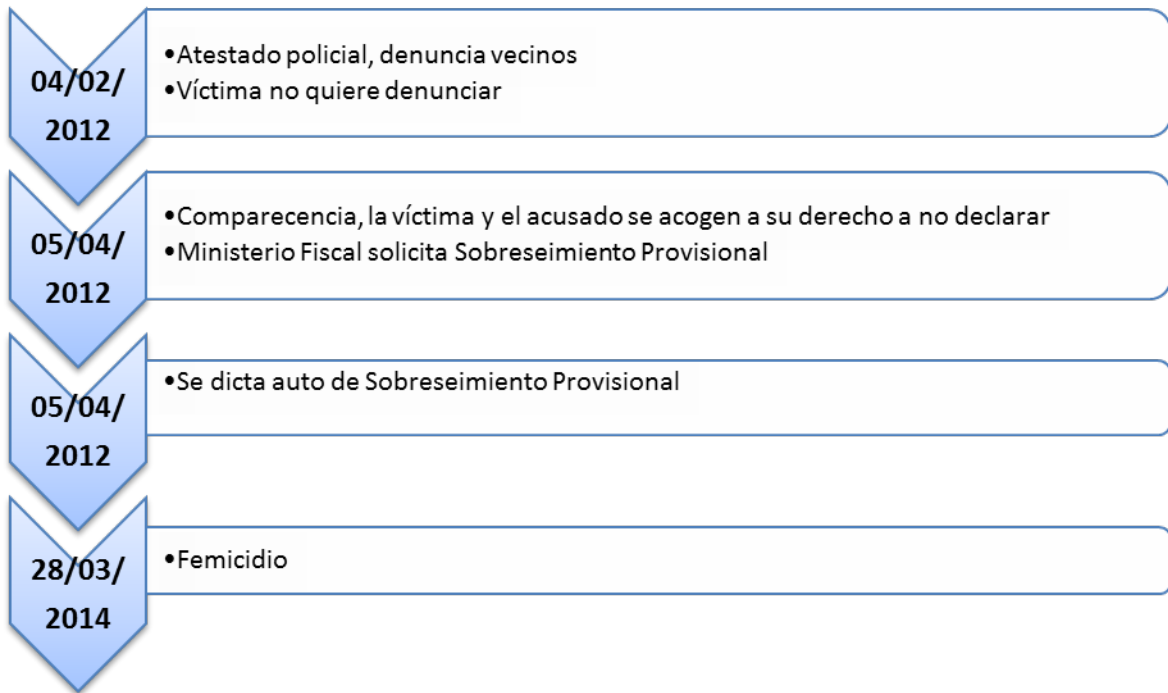 04/02/
2012
•Atestado policial, denuncia vecinos
•Víctima no quiere denunciar
05/04/
2012
•Comparecencia, la víctima y el acusado se acogen a su derecho a no declarar
•Ministerio Fiscal solicita Sobreseimiento Provisional
05/04/
2012
•Se dicta auto de Sobreseimiento Provisional
28/03/
2014
•Femicidio